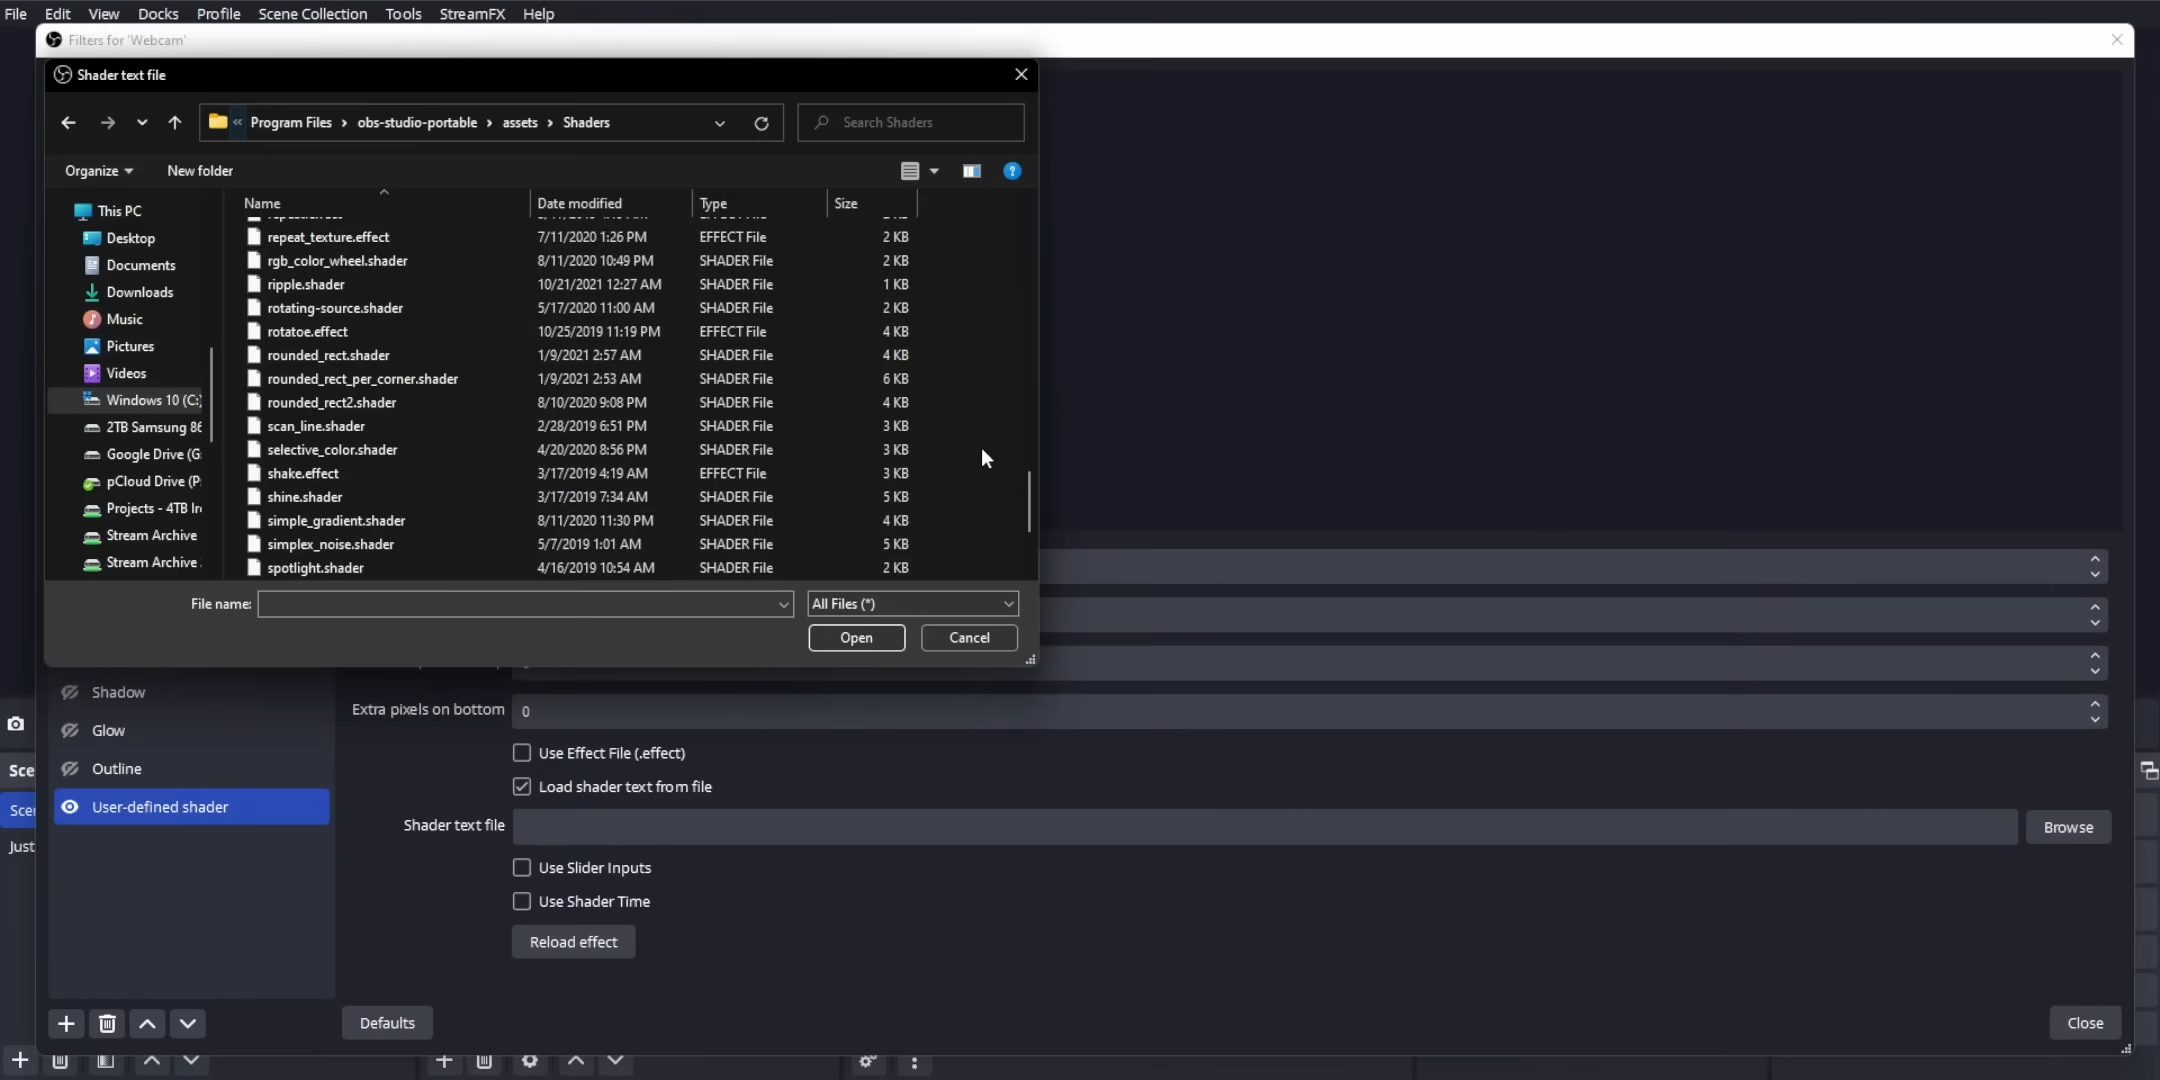 File Edit View Docks Profile Scene Collection Tools StreamFX Help
Filters for 'Webcam'
Shader text file
« Program Files › obs-studio-portable › assets › Shaders
Search Shaders
Organize New folder
This PC
Desktop
Documents
Downloads
Music
Pictures
Videos
Windows 10 (C:)
2TB Samsung 86
Google Drive (G
pCloud Drive (P:
Projects - 4TB Ir
Stream Archive
Stream Archive
Name Date modified Type Size
repeat_texture.effect 7/11/2020 1:26 PM EFFECT File 2 KB
rgb_color_wheel.shader 8/11/2020 10:49 PM SHADER File 2 KB
ripple.shader 10/21/2021 12:27 AM SHADER File 1 KB
rotating-source.shader 5/17/2020 11:00 AM SHADER File 2 KB
rotatoe.effect 10/25/2019 11:19 PM EFFECT File 4 KB
rounded_rect.shader 1/9/2021 2:57 AM SHADER File 4 KB
rounded_rect_per_corner.shader 1/9/2021 2:53 AM SHADER File 6 KB
rounded_rect2.shader 8/10/2020 9:08 PM SHADER File 4 KB
scan_line.shader 2/28/2019 6:51 PM SHADER File 3 KB
selective_color.shader 4/20/2020 8:56 PM SHADER File 3 KB
shake.effect 3/17/2019 4:19 AM EFFECT File 3 KB
shine.shader 3/17/2019 7:34 AM SHADER File 5 KB
simple_gradient.shader 8/11/2020 11:30 PM SHADER File 4 KB
simplex_noise.shader 5/7/2019 1:01 AM SHADER File 5 KB
spotlight.shader 4/16/2019 10:54 AM SHADER File 2 KB
File name: All Files (*)
Open Cancel
Shadow
Glow
Outline
User-defined shader
Sce
Scen
Just
Extra pixels on bottom 0
Use Effect File (.effect)
Load shader text from file
Shader text file Browse
Use Slider Inputs
Use Shader Time
Reload effect
Defaults Close